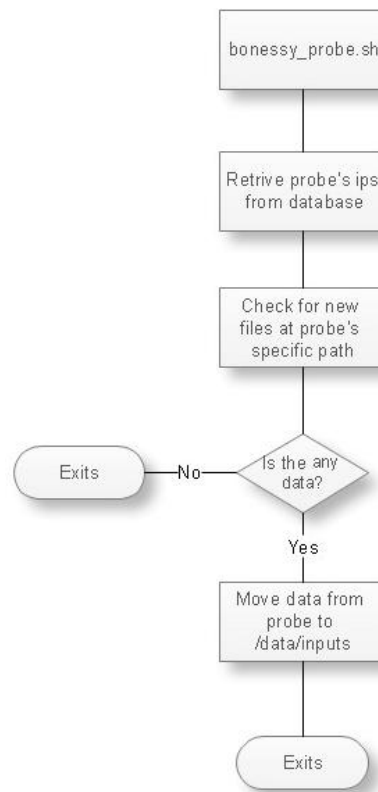 bonessy_probe.sh
Retrive probe's ips
from database
Check for new
files at probe's
specific path
Is the any
data?
No
Exits
Yes
Move data from
probe to
/data/inputs
Exits